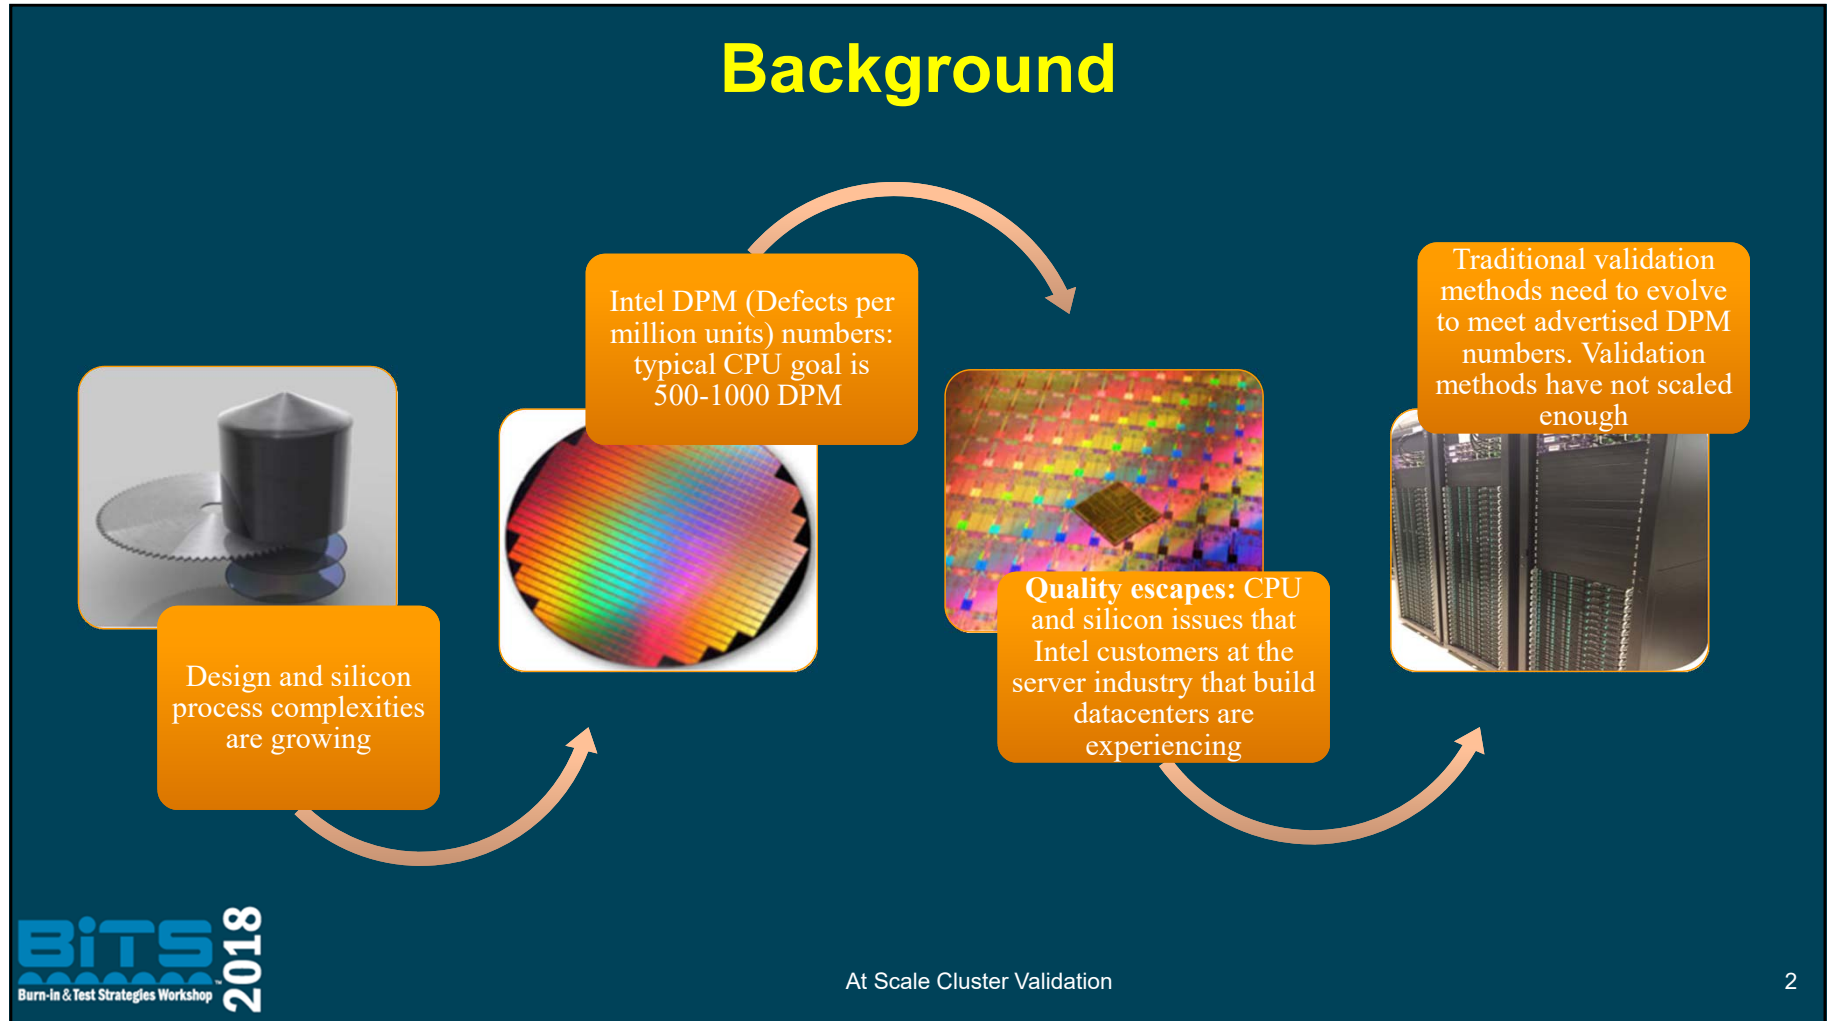 Background
Design and silicon
process complexities
are growing
Intel DPM (Defects per
million units) numbers:
typical CPU goal is
500-1000 DPM
Quality escapes: CPU
and silicon issues that
Intel customers at the
server industry that build
datacenters are
experiencing
Traditional validation
methods need to evolve
to meet advertised DPM
numbers. Validation
methods have not scaled
enough
BiTS
2018
Burn-in & Test Strategies Workshop
™
At Scale Cluster Validation
2